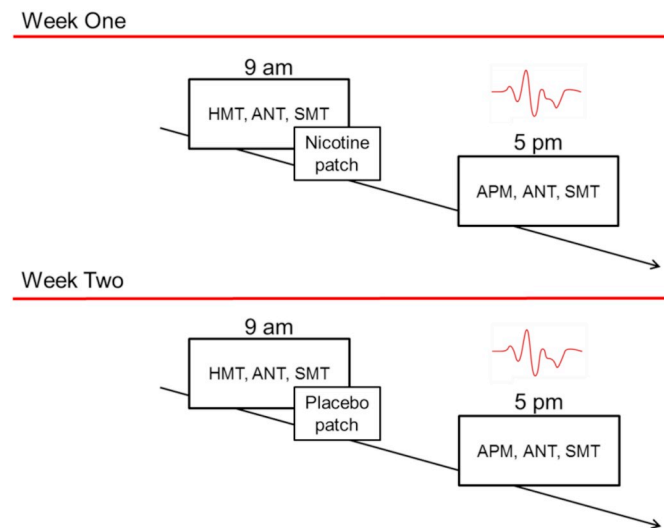 Week One
9 am
HMT, ANT, SMT
Nicotine
patch
5 pm
APM, ANT, SMT
Week Two
9 am
HMT, ANT, SMT
Placebo
patch
5 pm
APM, ANT, SMT